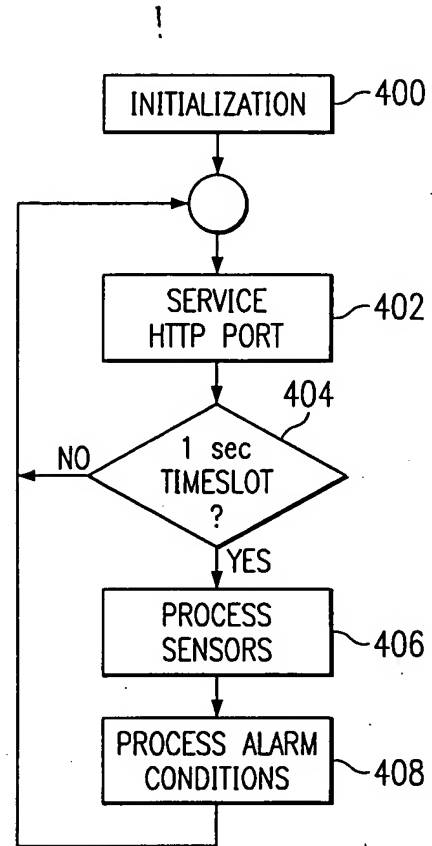 INITIALIZATION
400
SERVICE
HTTP PORT
402
404
1 sec
TIMESLOT
?
NO
YES
PROCESS
SENSORS
406
PROCESS ALARM
CONDITIONS
408